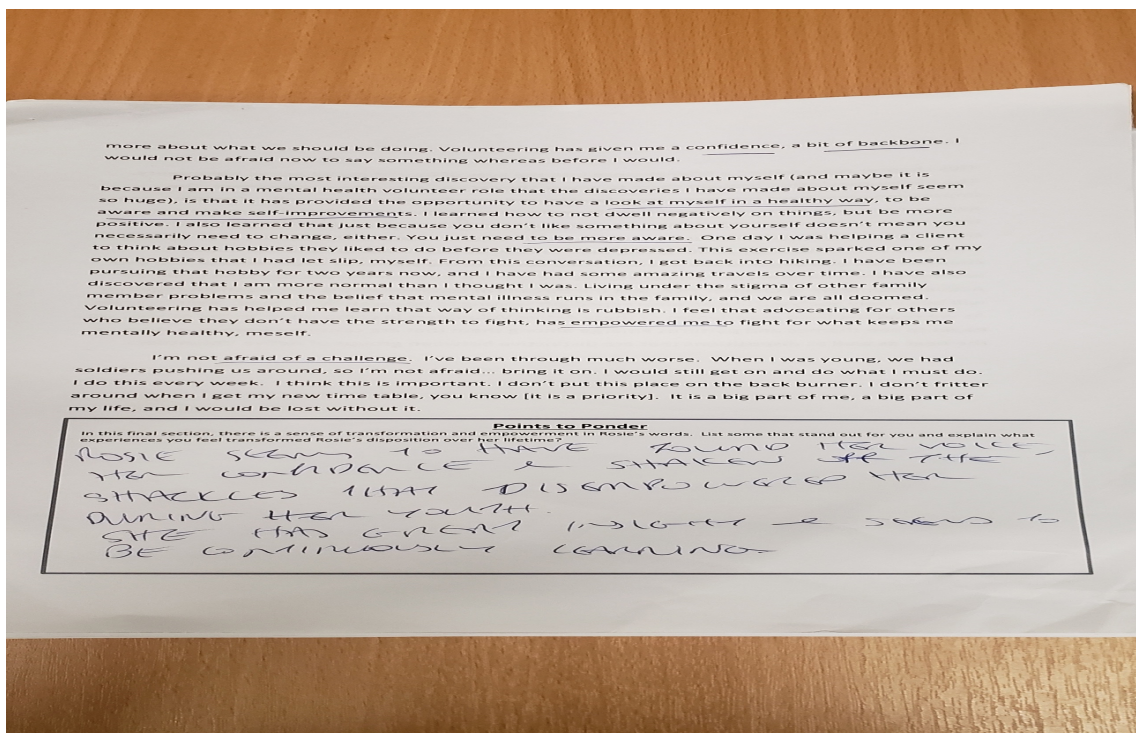 more about what we should be doing. Volunteering has given me a confidence, a bit of backbone. I
would not be afraid now to say something whereas before I would.
Probably the most interesting discovery that I have made about myself (and maybe it is
because I am in a mental health volunteer role that the discoveries I have made about myself seem
so huge), is that it has provided the opportunity to have a look at myself in a healthy way, to be
aware and make self-improvements. I learned how to not dwell negatively on things, but be more
positive. I also learned that just because you don't like something about yourself doesn't mean you
necessarily need to change, either. You just need to be more aware. One day I was helping a client
to think about hobbies they liked to do before they were depressed. This exercise sparked one of my
own hobbies that I had let slip, myself. From this conversation, I got back into hiking. I have been
pursuing that hobby for two years now, and I have had some amazing travels over time. I have also
discovered that I am more normal than I thought I was. Living under the stigma of other family
member problems and the belief that mental illness runs in the family, and we are all doomed.
Volunteering has helped me learn that way of thinking is rubbish. I feel that advocating for others
who believe they don't have the strength to fight, has empowered me to fight for what keeps me
mentally healthy, meself.
I'm not afraid of a challenge. I've been through much worse. When I was young, we had
soldiers pushing us around, so I'm not afraid... bring it on. I would still get on and do what I must do.
I do this every week. I think this is important. I don't put this place on the back burner. I don't fritter
around when I get my new time table, you know [it is a priority]. It is a big part of me, a big part of
my life, and I would be lost without it.
Points to Ponder
In this final section, there is a sense of transformation and empowerment in Rosie's words. List some that stand out for you and explain what
experiences you feel transformed Rosie's disposition over her lifetime?
ROSIE SEEMS TO HAVE FOUND HER VOICE,
HER CONFIDENCE & SHAKEN OFF THE
SHACKLES THAT DISEMPOWERED HER
DURING HER YOUTH.
SHE HAS GREAT INSIGHT & SEEMS TO
BE CONTINUOUSLY LEARNING